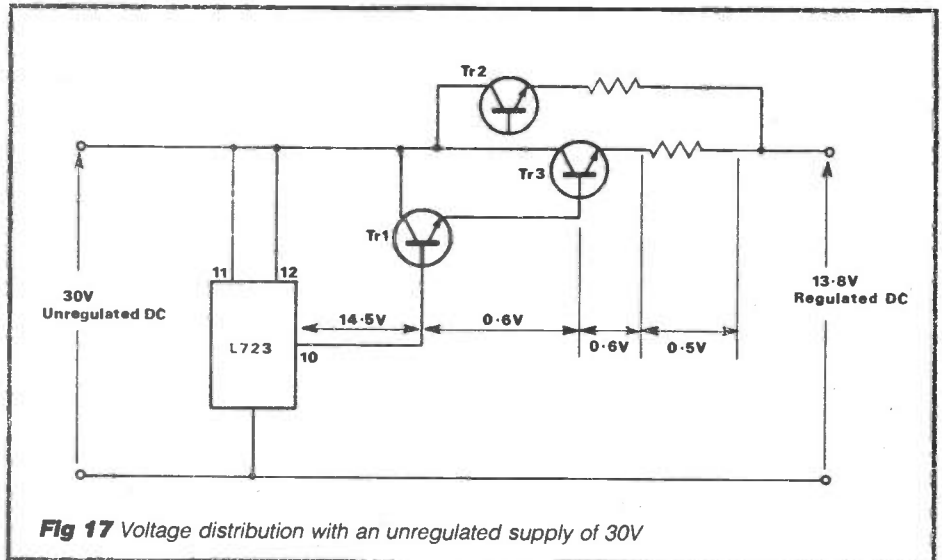 Tr2
Tr3
Tr1
11
12
30V
Unregulated DC
L723
10
14·5V
0·6V
0·6V
0·5V
13·8V
Regulated DC
Fig 17 Voltage distribution with an unregulated supply of 30V